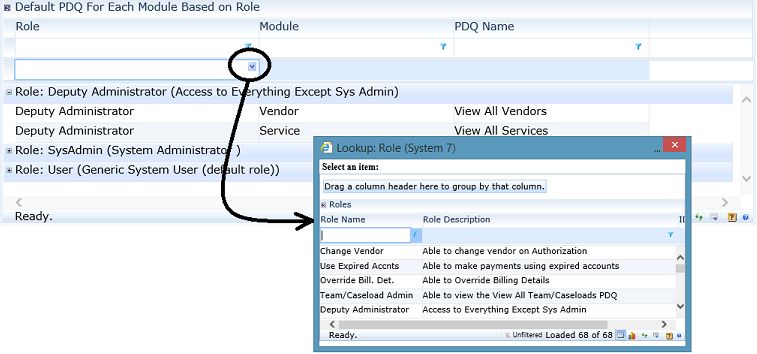 Default PDQ For Each Module Based on Role
Role Module PDQ Name
Role: Deputy Administrator (Access to Everything Except Sys Admin)
Deputy Administrator Vendor View All Vendors
Deputy Administrator Service View All Services
Role: SysAdmin (System Administrator )
Role: User (Generic System User (default role))
Ready.
Lookup: Role (System 7)
Select an item:
Drag a column header here to group by that column.
Roles
Role Name Role Description ID
Change Vendor Able to change vendor on Authorization
Use Expired Accnts Able to make payments using expired accounts
Override Bill. Det. Able to Override Billing Details
Team/Caseload Admin Able to view the View All Team/Caseloads PDQ
Deputy Administrator Access to Everything Except Sys Admin
Ready. Unfiltered Loaded 68 of 68